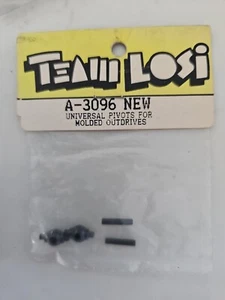 TEAM LOSI
A-3096 NEW
UNIVERSAL PIVOTS FOR
MOLDED OUTDRIVES